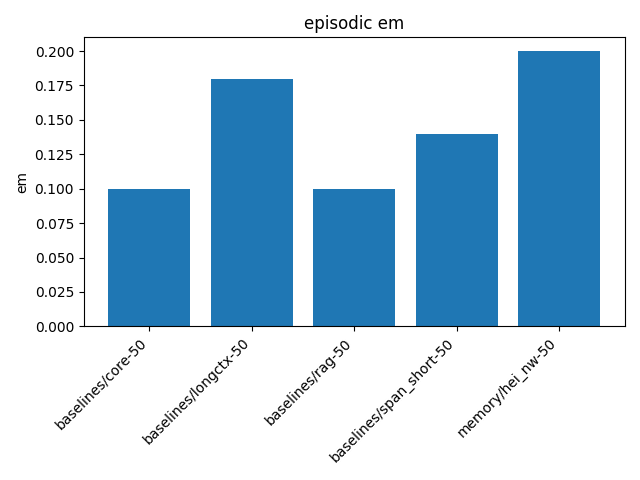 episodic em
em
0.200
0.175
0.150
0.125
0.100
0.075
0.050
0.025
0.000
baselines/core-50
baselines/longctx-50
baselines/rag-50
baselines/span_short-50
memory/hei_nw-50